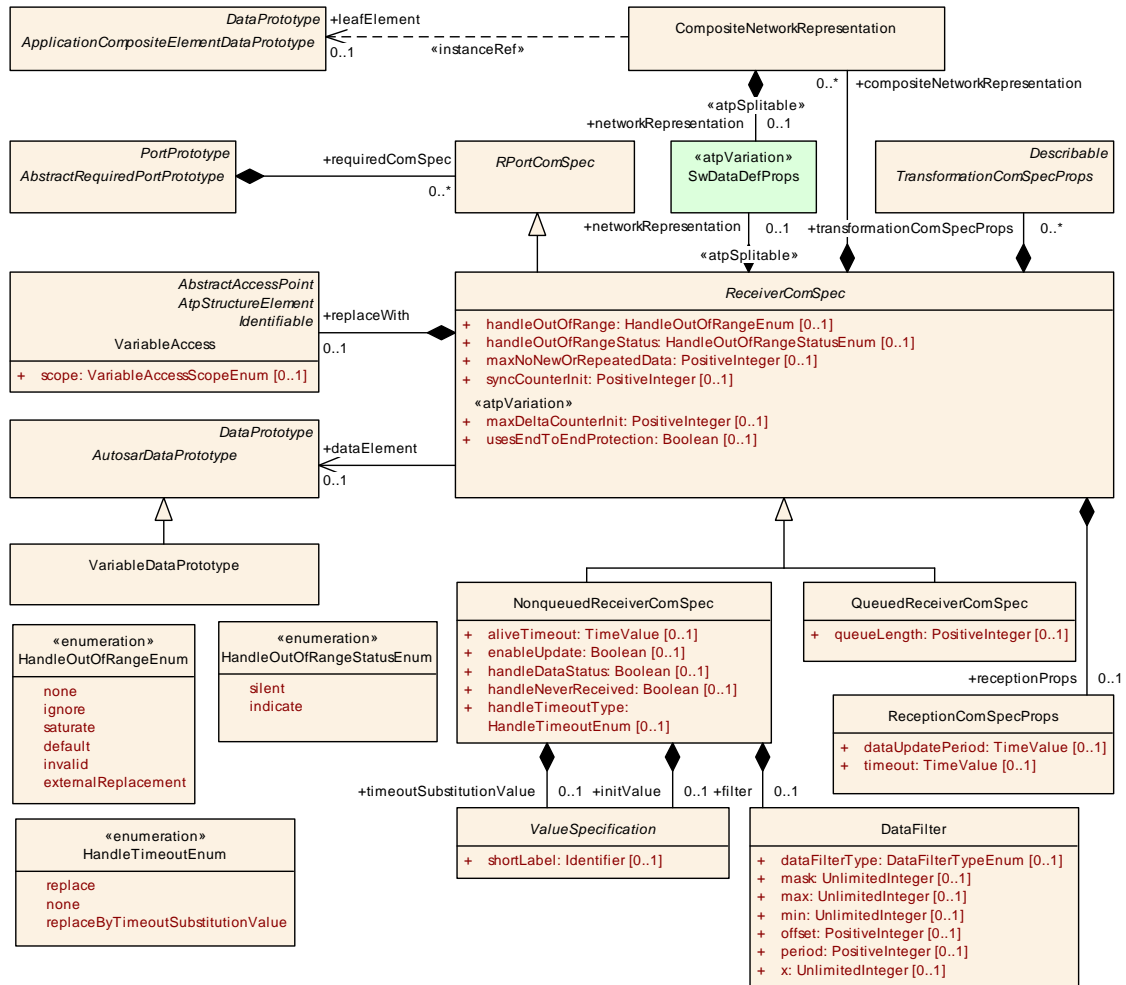 DataPrototype
ApplicationCompositeElementDataPrototype
+leafElement
0..1
«instanceRef»
CompositeNetworkRepresentation
0..*
+compositeNetworkRepresentation
«atpSplitable»
+networkRepresentation
0..1
PortPrototype
AbstractRequiredPortPrototype
+requiredComSpec
0..*
RPortComSpec
«atpVariation»
SwDataDefProps
Describable
TransformationComSpecProps
+networkRepresentation
0..1
«atpSplitable»
+transformationComSpecProps
0..*
AbstractAccessPoint
AtpStructureElement
Identifiable
VariableAccess
+ scope: VariableAccessScopeEnum [0..1]
+replaceWith
0..1
ReceiverComSpec
+ handleOutOfRange: HandleOutOfRangeEnum [0..1]
+ handleOutOfRangeStatus: HandleOutOfRangeStatusEnum [0..1]
+ maxNoNewOrRepeatedData: PositiveInteger [0..1]
+ syncCounterInit: PositiveInteger [0..1]
«atpVariation»
+ maxDeltaCounterInit: PositiveInteger [0..1]
+ usesEndToEndProtection: Boolean [0..1]
DataPrototype
AutosarDataPrototype
+dataElement
0..1
VariableDataPrototype
NonqueuedReceiverComSpec
+ aliveTimeout: TimeValue [0..1]
+ enableUpdate: Boolean [0..1]
+ handleDataStatus: Boolean [0..1]
+ handleNeverReceived: Boolean [0..1]
+ handleTimeoutType:
HandleTimeoutEnum [0..1]
QueuedReceiverComSpec
+ queueLength: PositiveInteger [0..1]
«enumeration»
HandleOutOfRangeEnum
none
ignore
saturate
default
invalid
externalReplacement
«enumeration»
HandleOutOfRangeStatusEnum
silent
indicate
+receptionProps
0..1
ReceptionComSpecProps
+ dataUpdatePeriod: TimeValue [0..1]
+ timeout: TimeValue [0..1]
+timeoutSubstitutionValue
0..1
+initValue
0..1
+filter
0..1
ValueSpecification
+ shortLabel: Identifier [0..1]
DataFilter
+ dataFilterType: DataFilterTypeEnum [0..1]
+ mask: UnlimitedInteger [0..1]
+ max: UnlimitedInteger [0..1]
+ min: UnlimitedInteger [0..1]
+ offset: PositiveInteger [0..1]
+ period: PositiveInteger [0..1]
+ x: UnlimitedInteger [0..1]
«enumeration»
HandleTimeoutEnum
replace
none
replaceByTimeoutSubstitutionValue